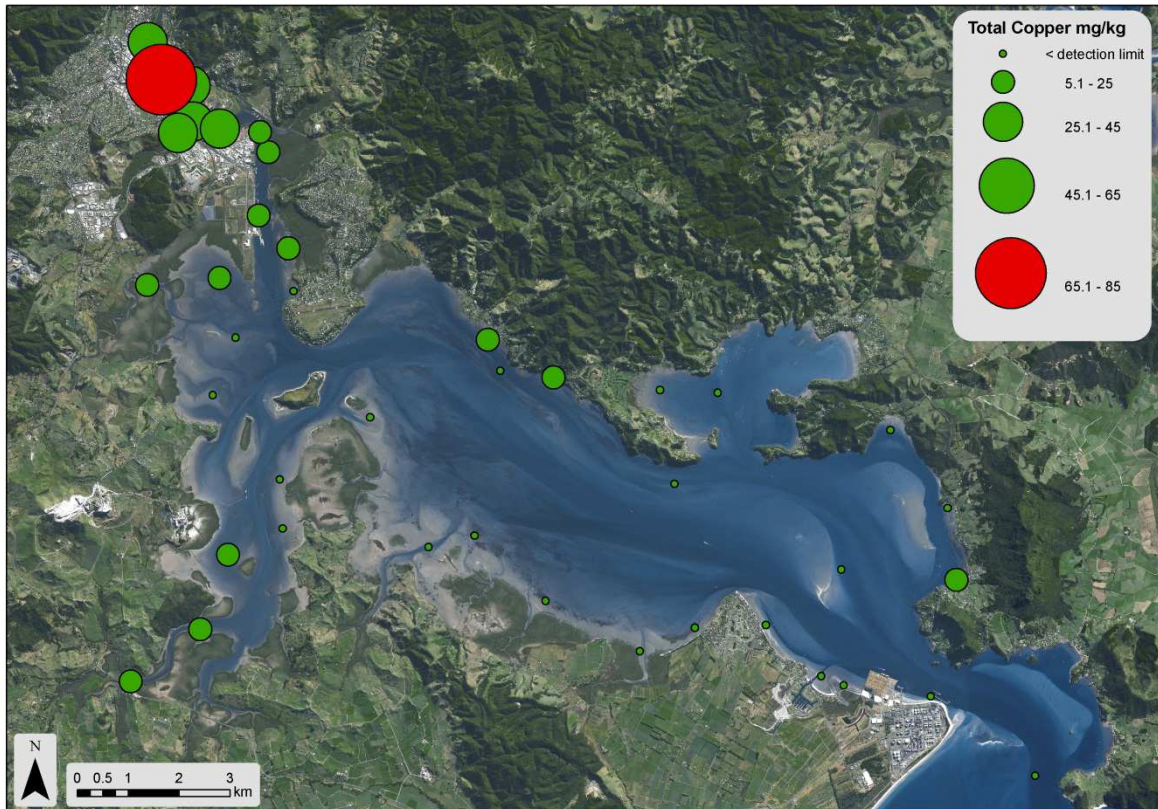 Total Copper mg/kg
< detection limit
5.1 - 25
25.1 - 45
45.1 - 65
65.1 - 85
N
0 0.5 1 2 3
km